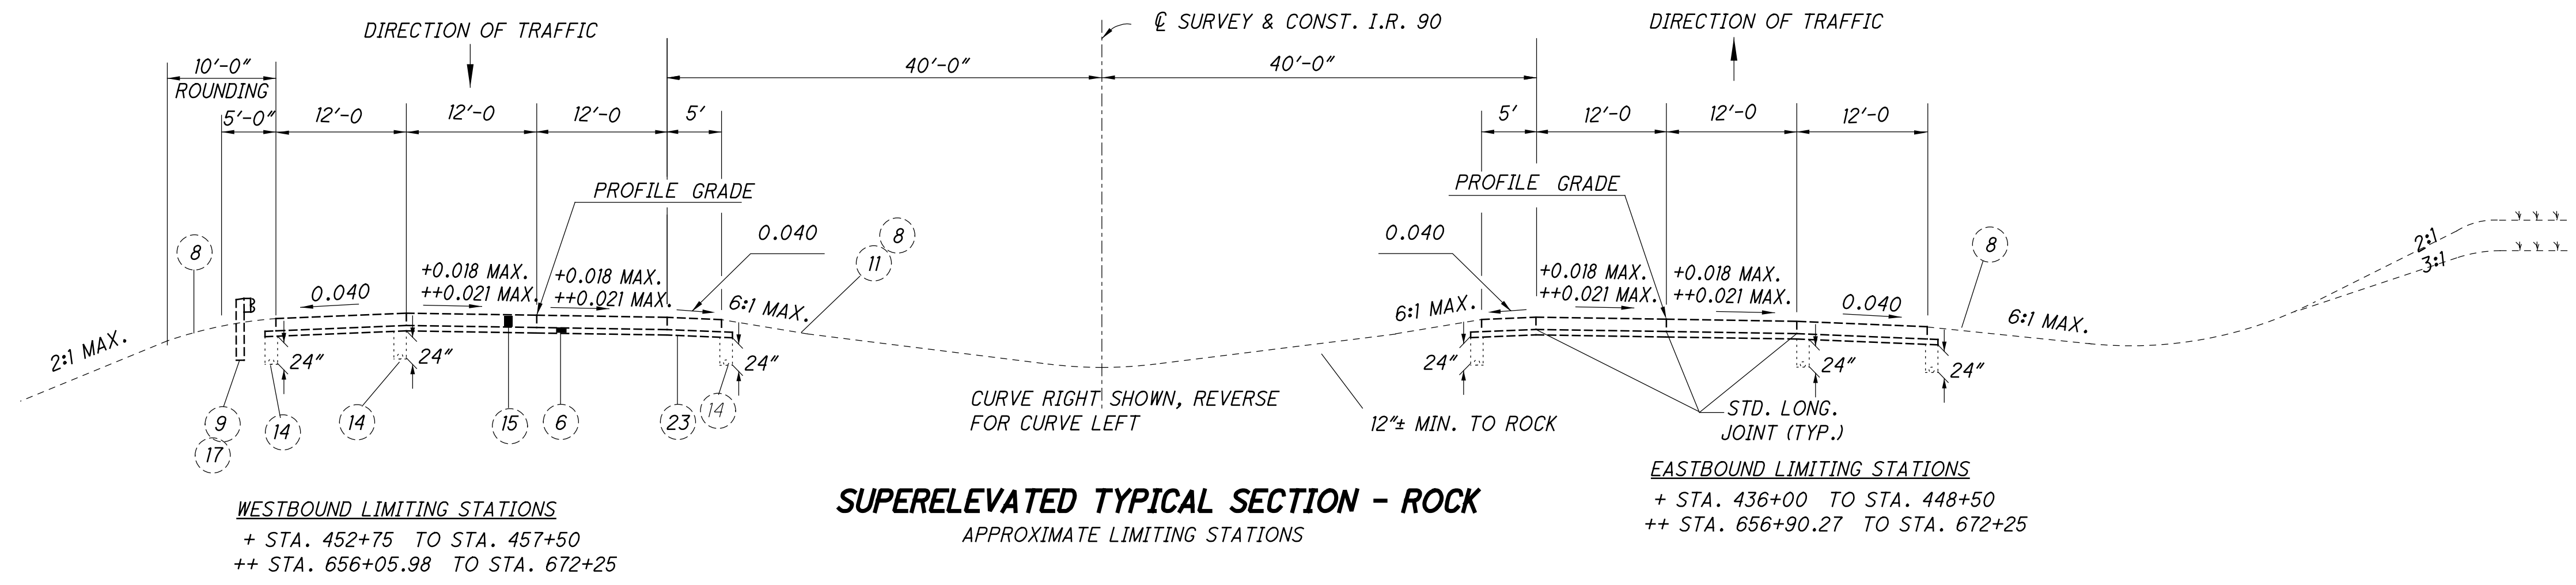 DIRECTION OF TRAFFIC
℄ SURVEY & CONST. I.R. 90
DIRECTION OF TRAFFIC
10'-0"
ROUNDING
40'-0"
40'-0"
5'-0"
12'-0
12'-0
12'-0
5'
5'
12'-0
12'-0
12'-0
PROFILE GRADE
PROFILE GRADE
0.040
8
8
11
0.040
8
2:1
3:1
+0.018 MAX.
++0.021 MAX.
+0.018 MAX.
++0.021 MAX.
+0.018 MAX.
++0.021 MAX.
+0.018 MAX.
++0.021 MAX.
0.040
0.040
6:1 MAX.
6:1 MAX.
6:1 MAX.
2:1 MAX.
24"
24"
24"
24"
24"
24"
9
17
14
14
15
6
23
14
CURVE RIGHT SHOWN, REVERSE
FOR CURVE LEFT
12"± MIN. TO ROCK
STD. LONG.
JOINT (TYP.)
WESTBOUND LIMITING STATIONS
+ STA. 452+75 TO STA. 457+50
++ STA. 656+05.98 TO STA. 672+25
SUPERELEVATED TYPICAL SECTION - ROCK
APPROXIMATE LIMITING STATIONS
EASTBOUND LIMITING STATIONS
+ STA. 436+00 TO STA. 448+50
++ STA. 656+90.27 TO STA. 672+25